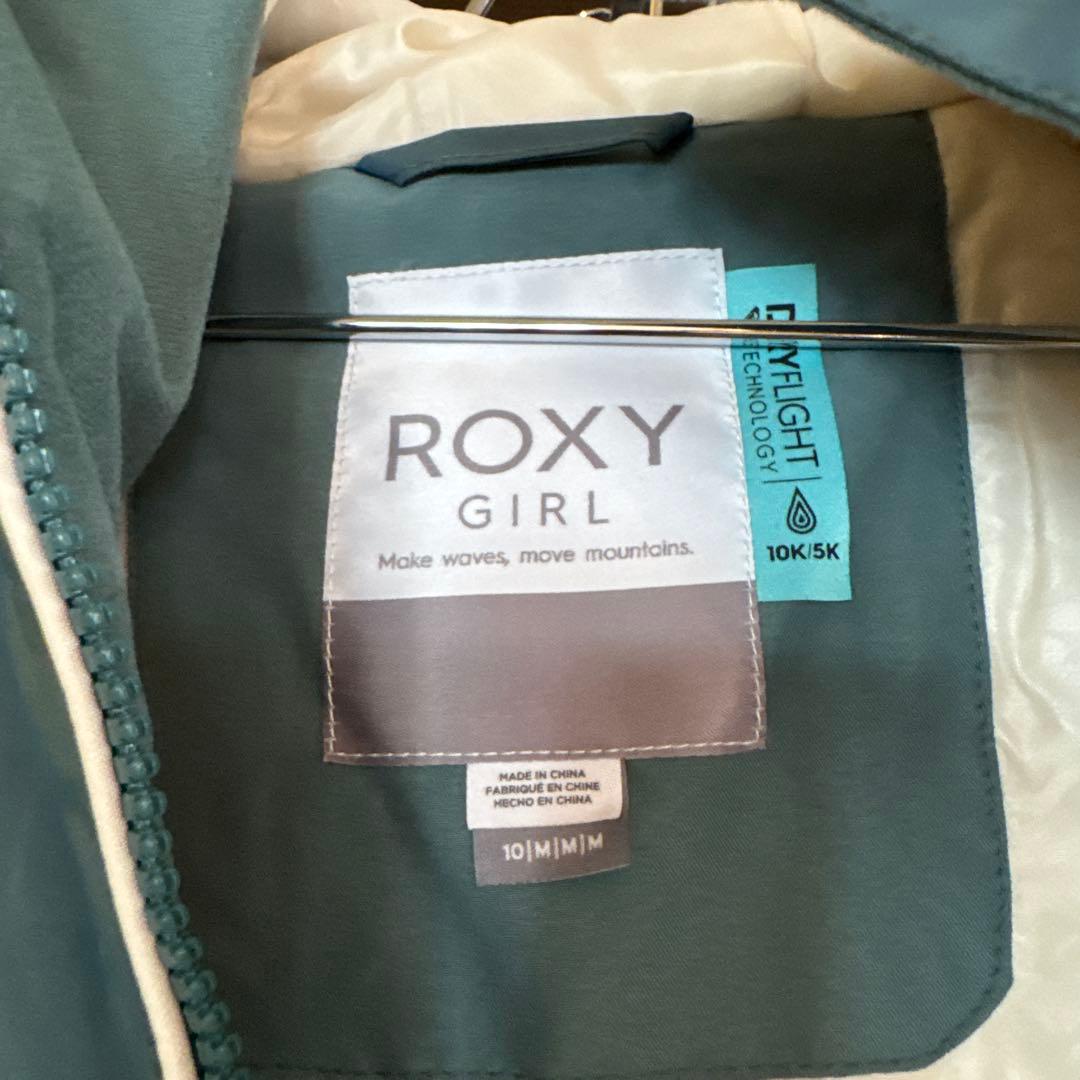 ROXY
GIRL
Make waves, move mountains.
DRYFLIGHT
TECHNOLOGY
10K/5K
MADE IN CHINA
FABRIQUÉ EN CHINE
HECHO EN CHINA
10|M|M|M